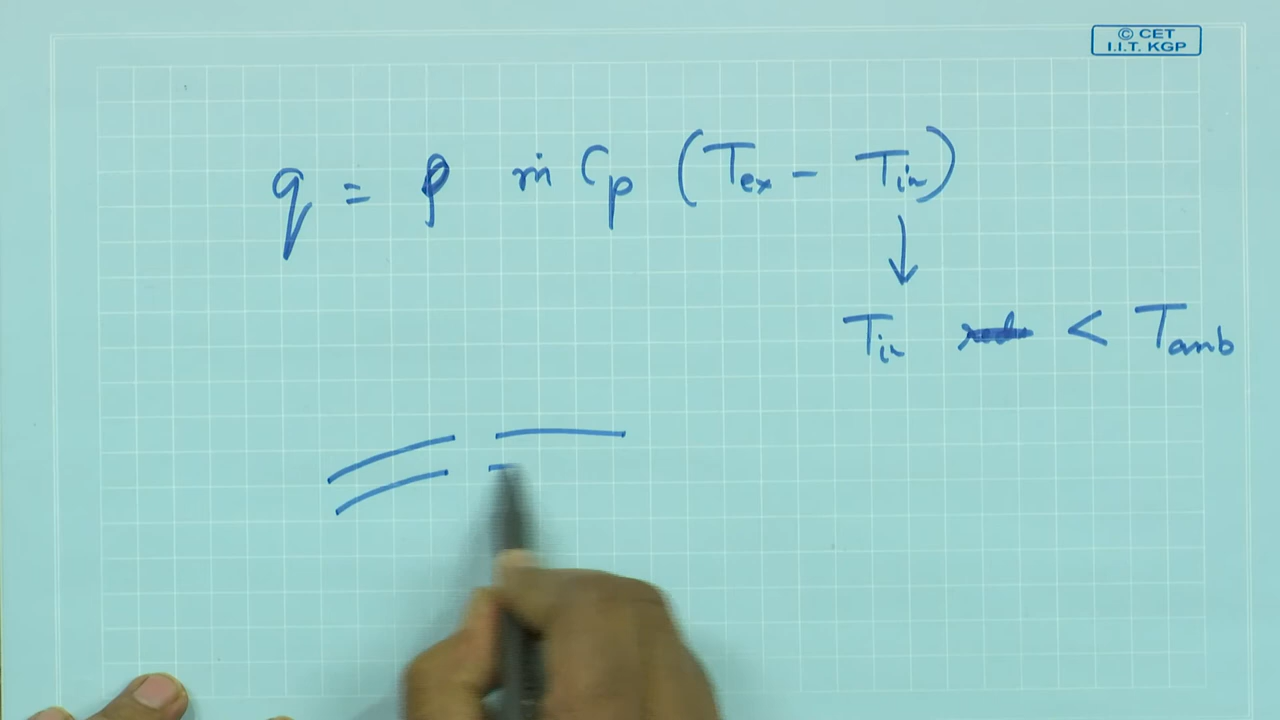 © CET
I.I.T. KGP
q = ρ ṁ Cp (Tex - Tin)
Tin < Tamb